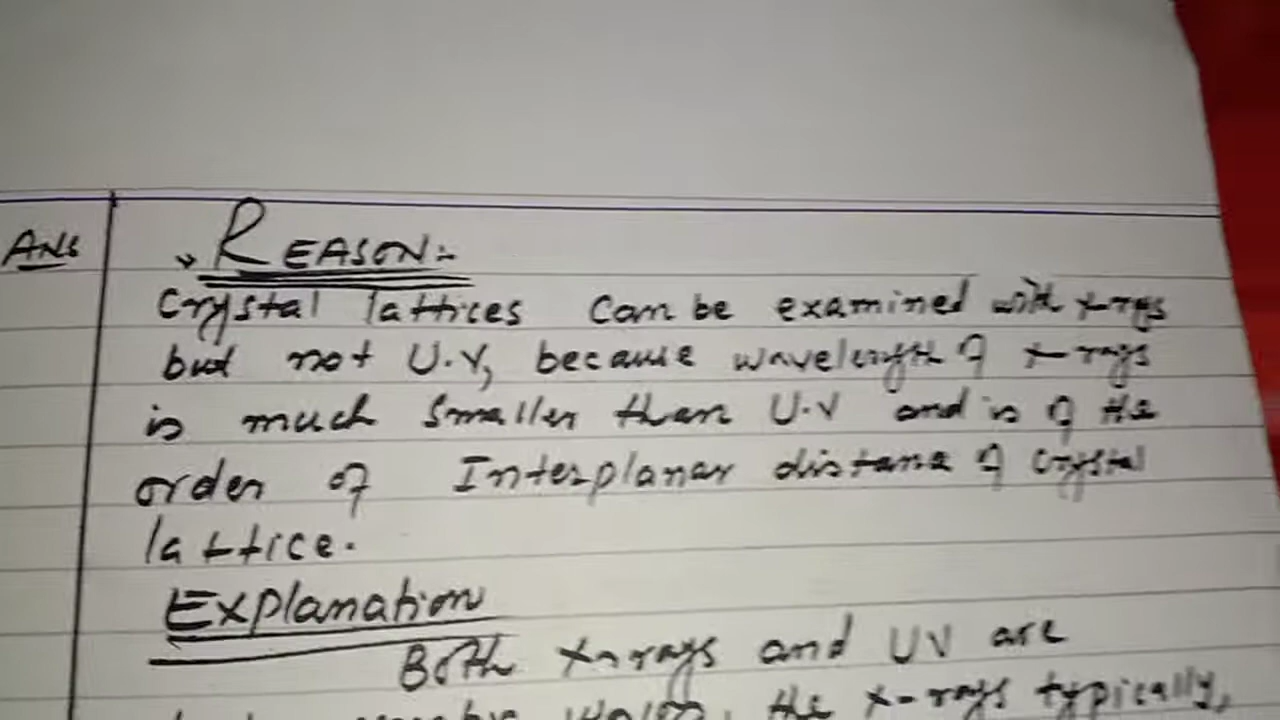 Ans
REASON:-
Crystal lattices can be examined with x-rays
but not U.V, because wavelength of x-rays
is much smaller than U.V and is of the
order of Interplanar distance of crystal
lattice.
Explanation
Both x-rays and UV are
the x-rays typically,